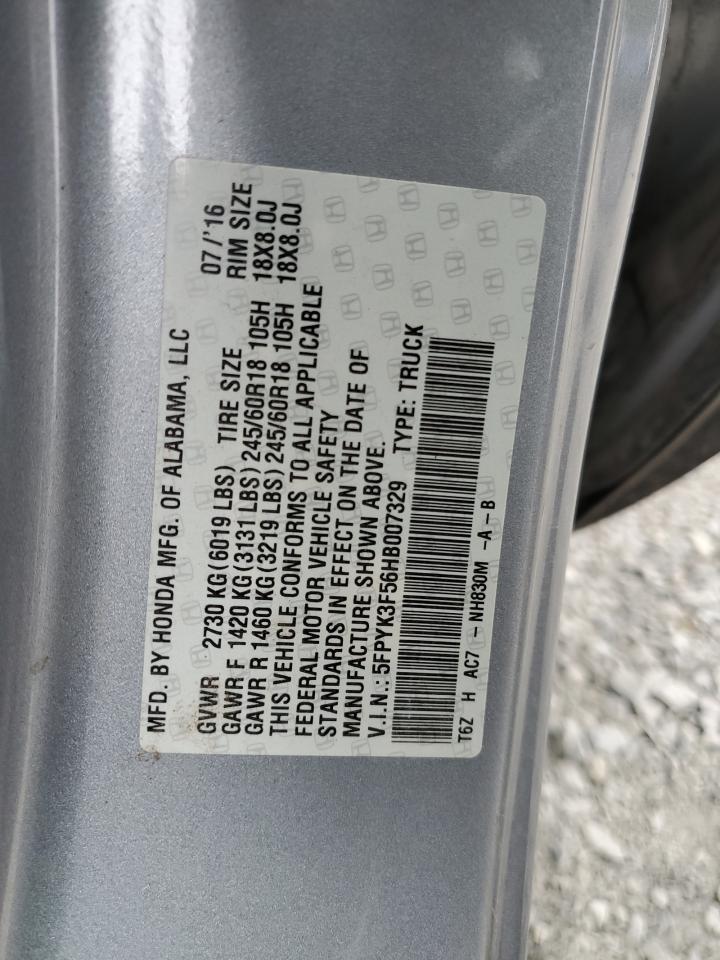 MFD. BY HONDA MFG. OF ALABAMA, LLC 07/'16
GVWR 2730 KG(6019 LBS) TIRE SIZE RIM SIZE
GAWR F 1420 KG(3131 LBS) 245/60R18 105H 18X8.0J
GAWR R 1460 KG(3219 LBS) 245/60R18 105H 18X8.0J
THIS VEHICLE CONFORMS TO ALL APPLICABLE
FEDERAL MOTOR VEHICLE SAFETY
STANDARDS IN EFFECT ON THE DATE OF
MANUFACTURE SHOWN ABOVE.
V.I.N.: 5FPYK3F56HB007329 TYPE: TRUCK
T6Z H AC7 – NH830M -A–B